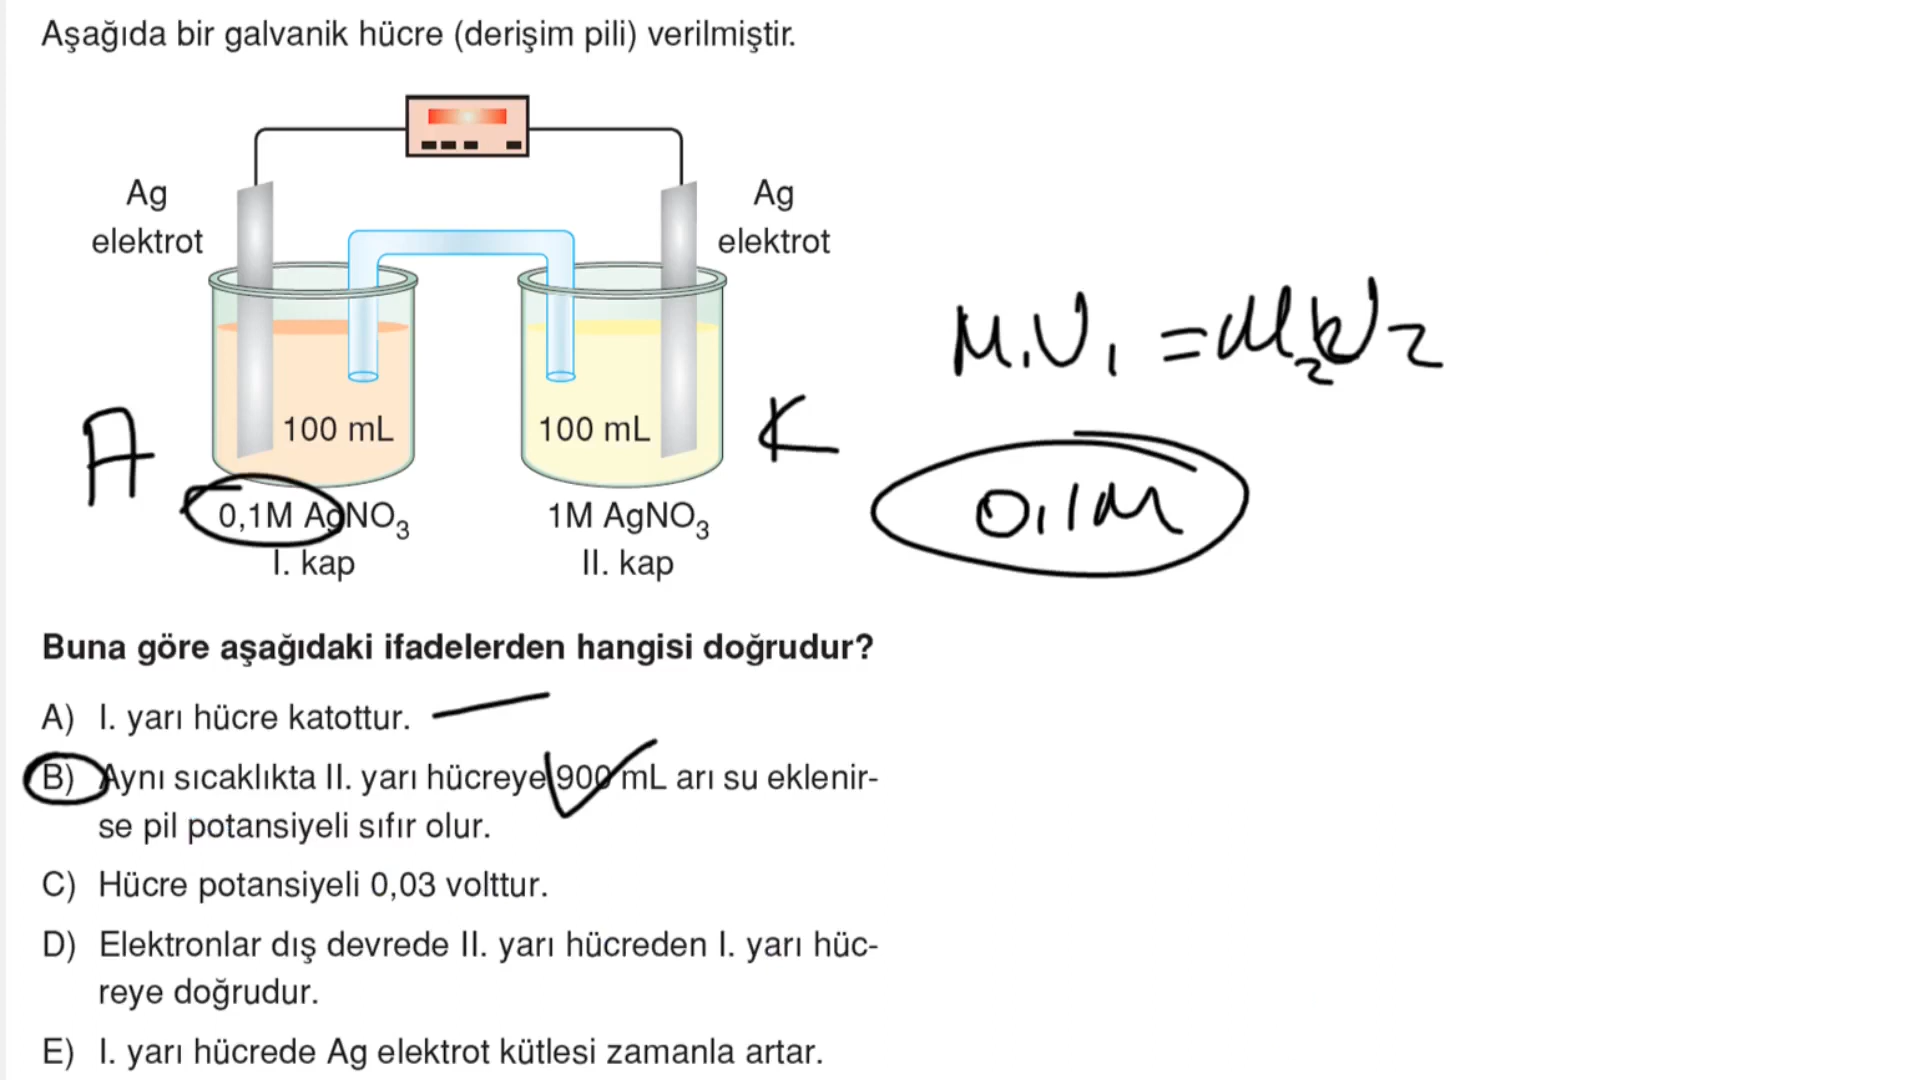 Aşağıda bir galvanik hücre (derişim pili) verilmiştir.
Ag
elektrot
Ag
elektrot
100 mL
100 mL
A
K
0,1M AgNO₃
I. kap
1M AgNO₃
II. kap
M₁V₁ = M₂V₂
0,1M
Buna göre aşağıdaki ifadelerden hangisi doğrudur?
A) I. yarı hücre katottur.
B) Aynı sıcaklıkta II. yarı hücreye 900 mL arı su eklenir-
se pil potansiyeli sıfır olur.
C) Hücre potansiyeli 0,03 volttur.
D) Elektronlar dış devrede II. yarı hücreden I. yarı hüc-
reye doğrudur.
E) I. yarı hücrede Ag elektrot kütlesi zamanla artar.